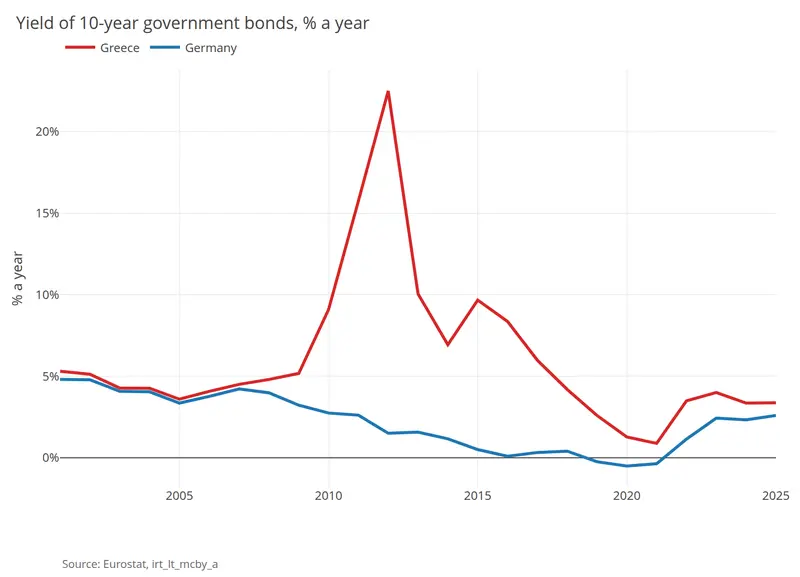 Yield of 10-year government bonds, % a year
Greece Germany
% a year
20%
15%
10%
5%
0%
2005 2010 2015 2020 2025
Source: Eurostat, irt_lt_mcby_a